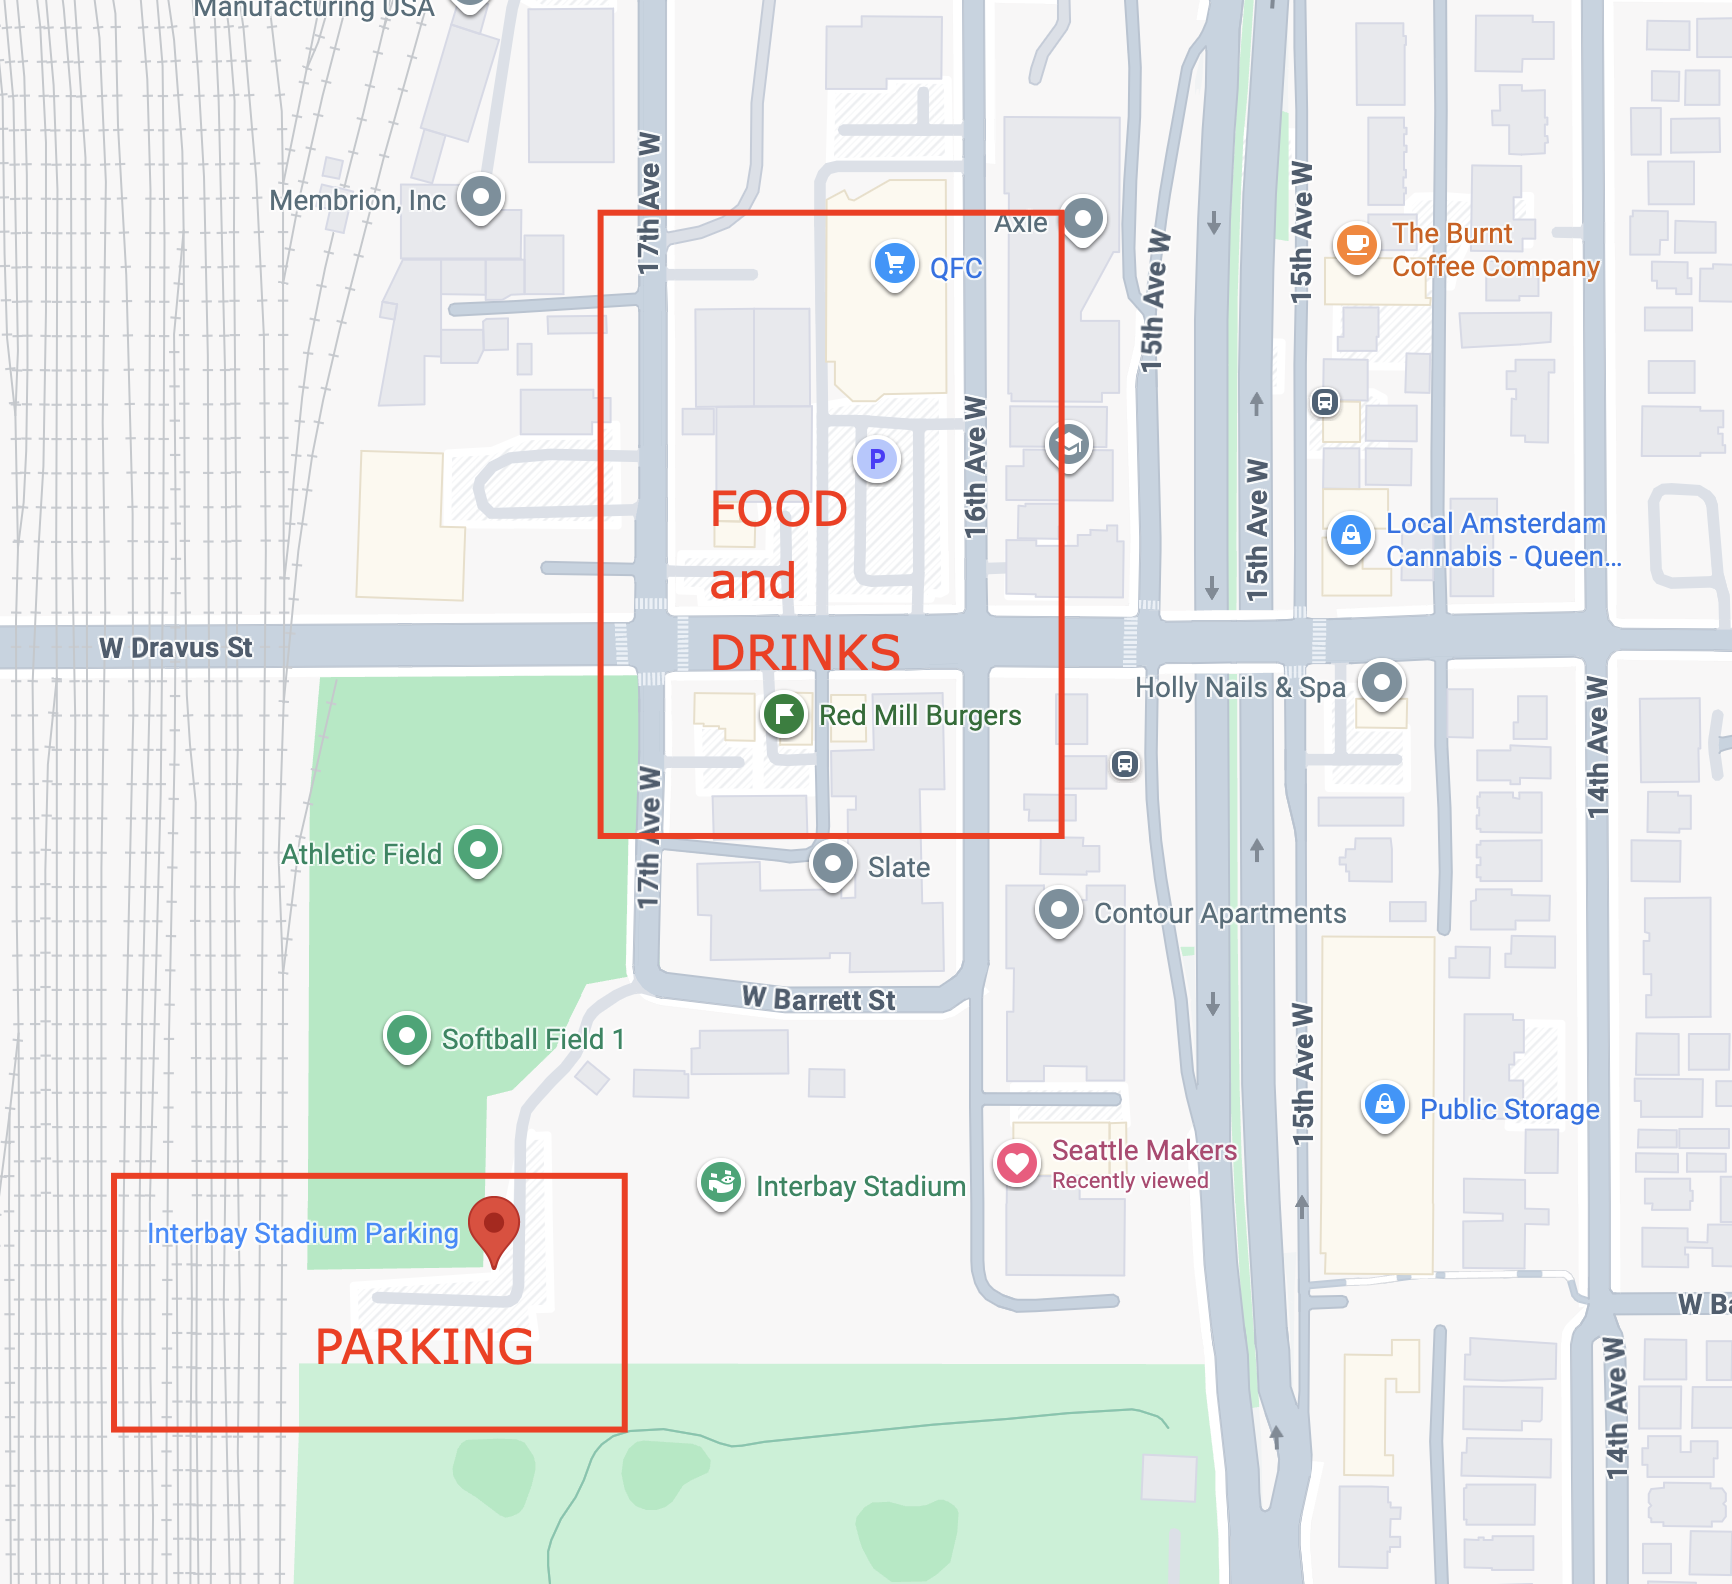 Manufacturing USA
Membrion, Inc
17th Ave W
Axle
QFC
15th Ave W
15th Ave W
The Burnt
Coffee Company
P
16th Ave W
FOOD
and
DRINKS
15th Ave W
Local Amsterdam
Cannabis - Queen...
W Dravus St
Holly Nails & Spa
Red Mill Burgers
14th Ave W
17th Ave W
Athletic Field
Slate
Contour Apartments
W Barrett St
Softball Field 1
15th Ave W
Public Storage
Seattle Makers
Recently viewed
Interbay Stadium
Interbay Stadium Parking
PARKING
W Ba
14th Ave W